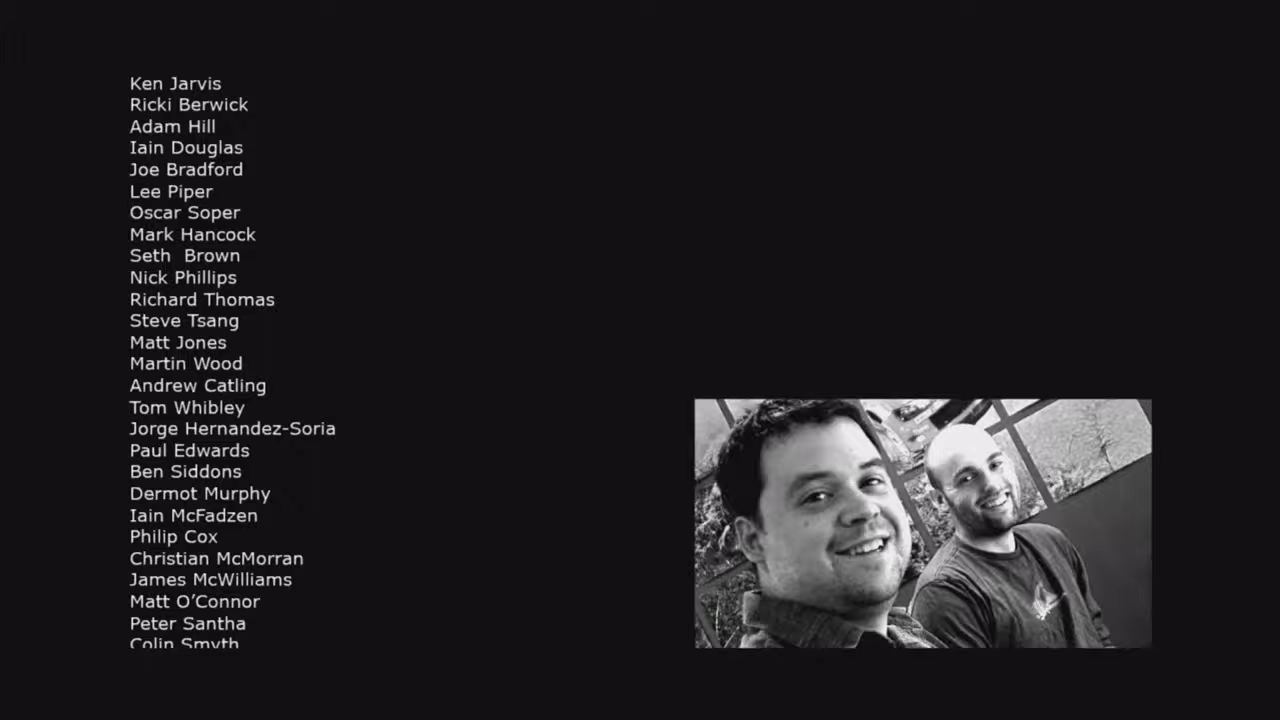 Ken Jarvis
Ricki Berwick
Adam Hill
Iain Douglas
Joe Bradford
Lee Piper
Oscar Soper
Mark Hancock
Seth  Brown
Nick Phillips
Richard Thomas
Steve Tsang
Matt Jones
Martin Wood
Andrew Catling
Tom Whibley
Jorge Hernandez-Soria
Paul Edwards
Ben Siddons
Dermot Murphy
Iain McFadzen
Philip Cox
Christian McMorran
James McWilliams
Matt O’Connor
Peter Santha
Colin Smyth